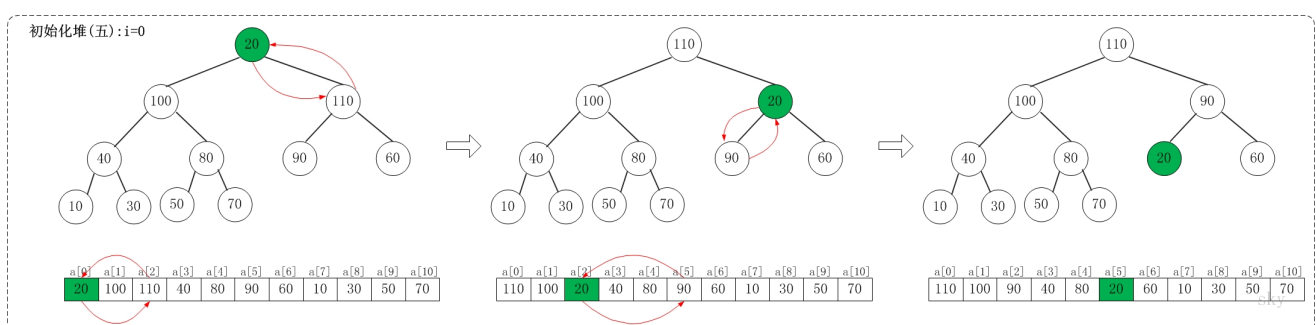 初始化堆(五):i=0
20
100 110
40 80 90 60
10 30 50 70
a[0] a[1] a[2] a[3] a[4] a[5] a[6] a[7] a[8] a[9] a[10]
20 100 110 40 80 90 60 10 30 50 70
110
100 20
40 80 90 60
10 30 50 70
a[0] a[1] a[2] a[3] a[4] a[5] a[6] a[7] a[8] a[9] a[10]
110 100 20 40 80 90 60 10 30 50 70
110
100 90
40 80 20 60
10 30 50 70
a[0] a[1] a[2] a[3] a[4] a[5] a[6] a[7] a[8] a[9] a[10]
110 100 90 40 80 20 60 10 30 50 70
sky